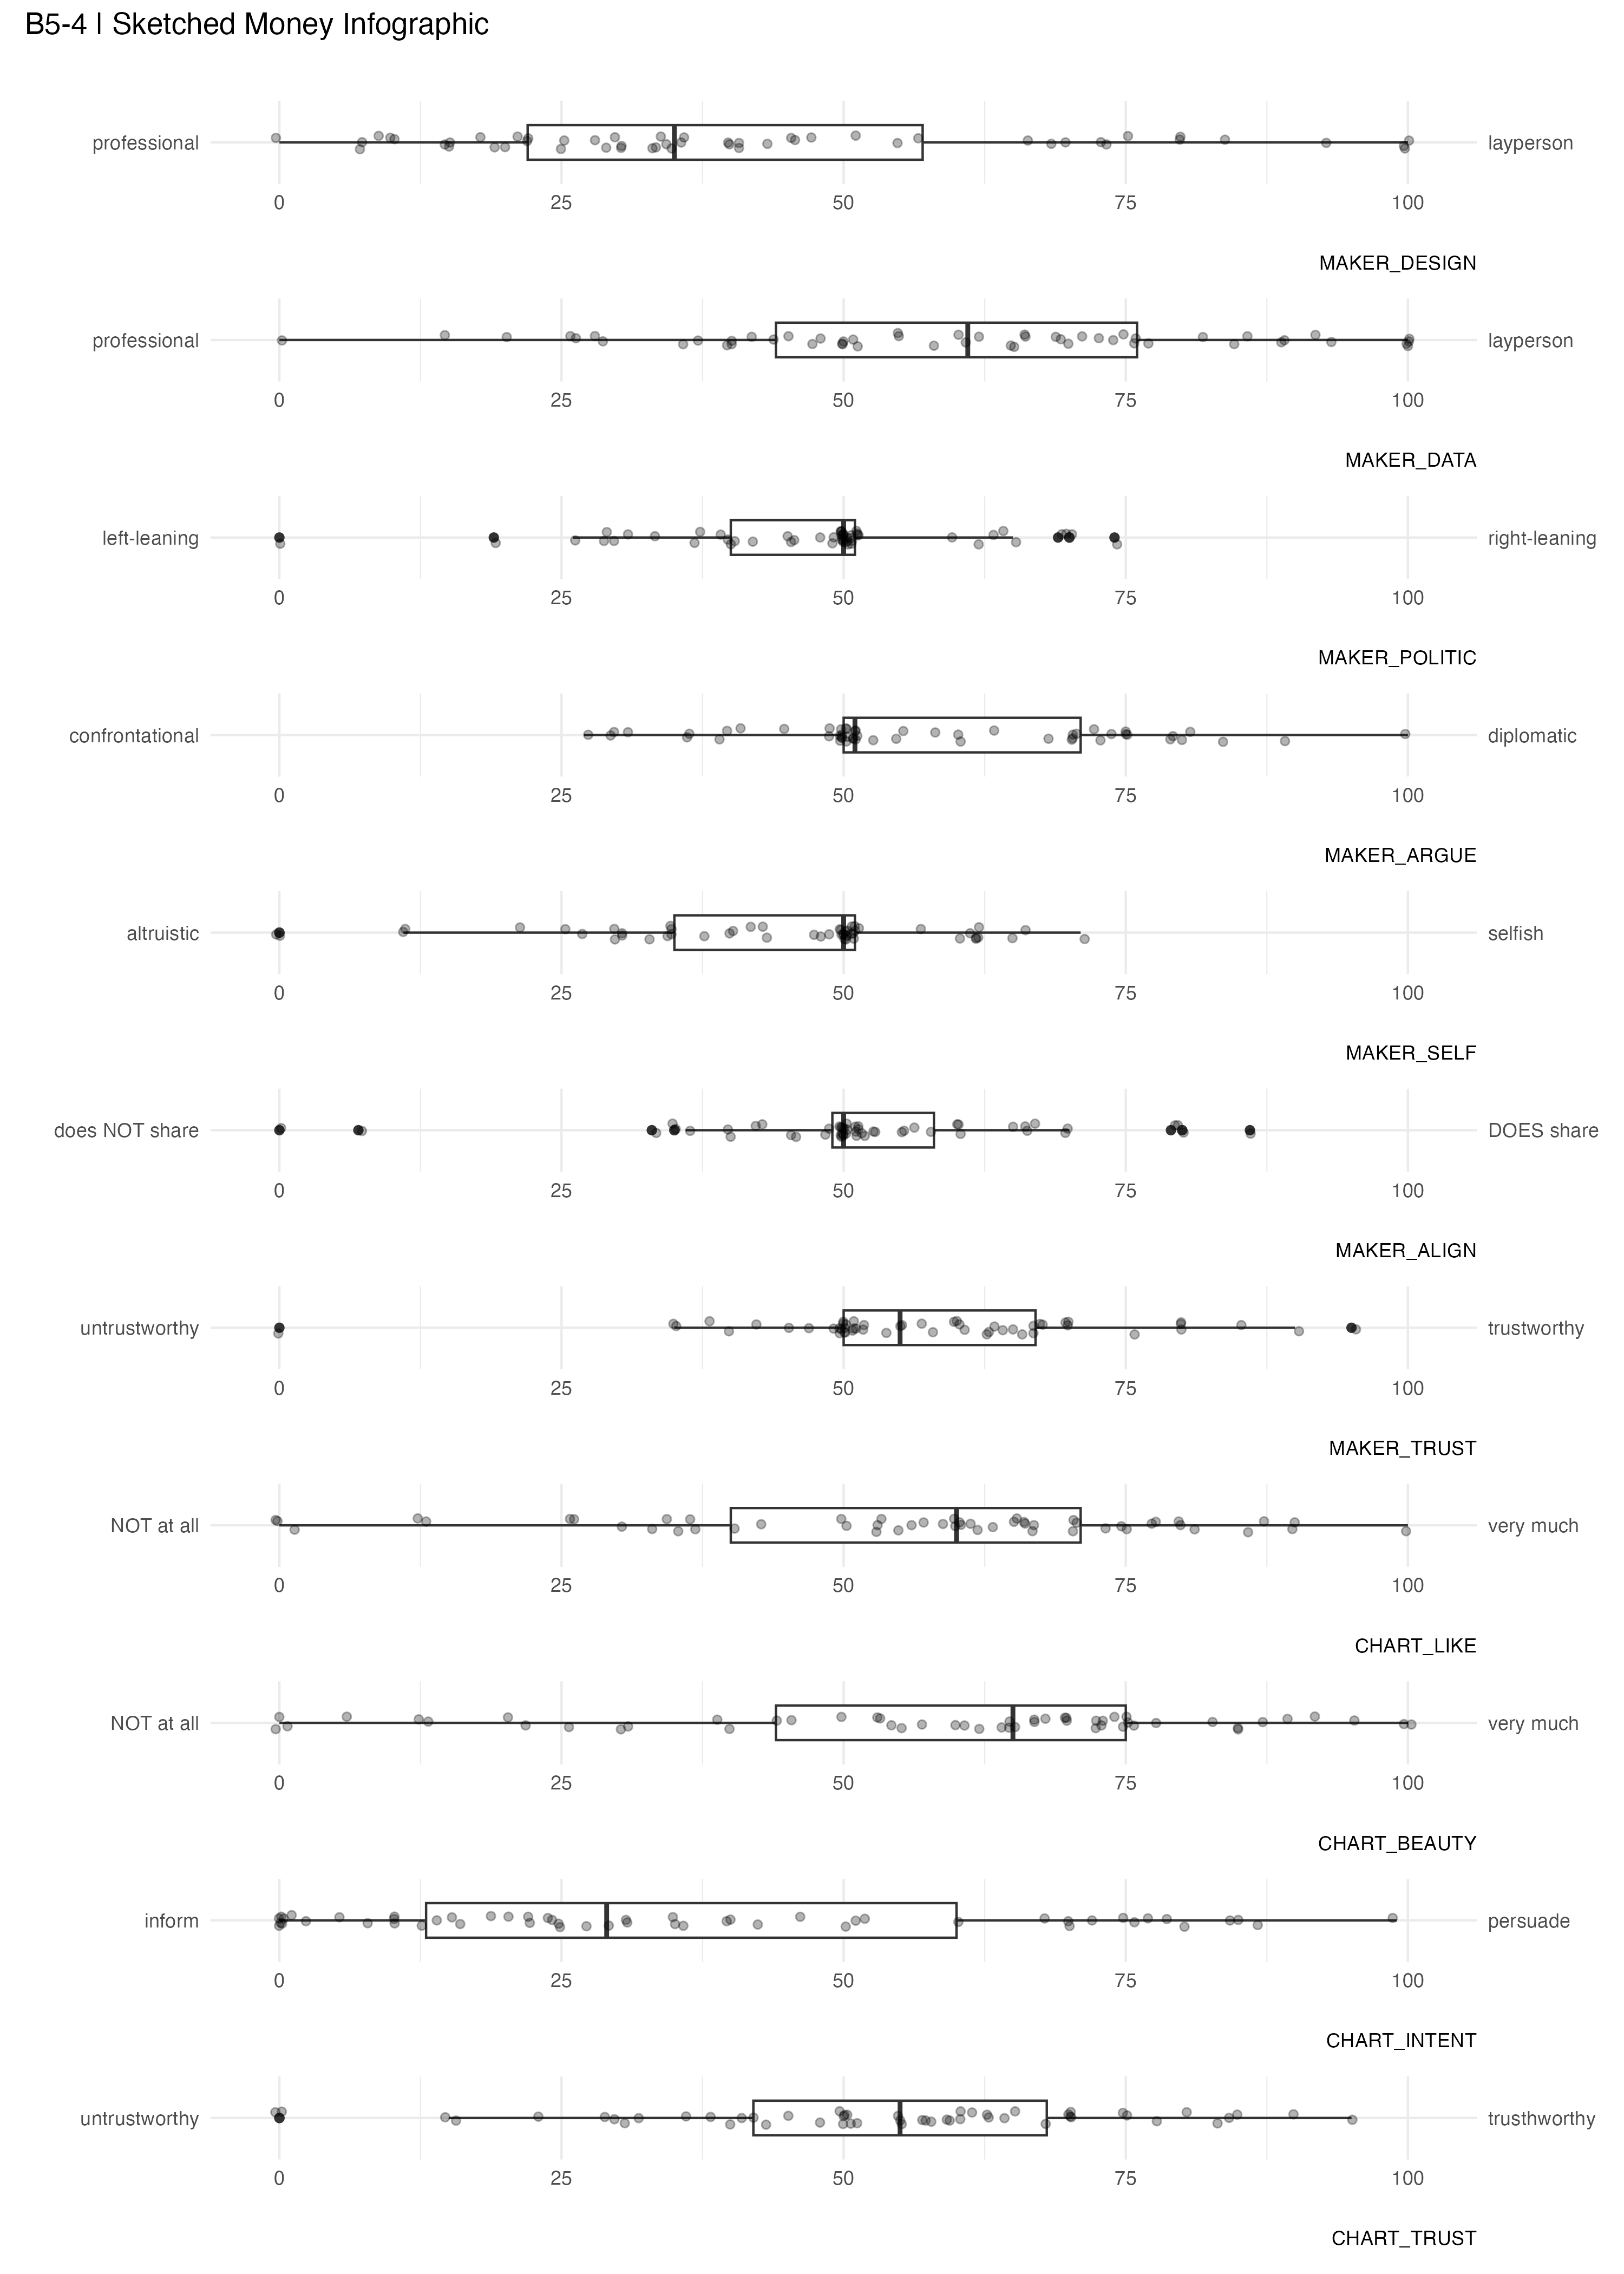 B5-4 | Sketched Money Infographic
professional layperson
0 25 50 75 100
MAKER_DESIGN
professional layperson
0 25 50 75 100
MAKER_DATA
left-leaning right-leaning
0 25 50 75 100
MAKER_POLITIC
confrontational diplomatic
0 25 50 75 100
MAKER_ARGUE
altruistic selfish
0 25 50 75 100
MAKER_SELF
does NOT share DOES share
0 25 50 75 100
MAKER_ALIGN
untrustworthy trustworthy
0 25 50 75 100
MAKER_TRUST
NOT at all very much
0 25 50 75 100
CHART_LIKE
NOT at all very much
0 25 50 75 100
CHART_BEAUTY
inform persuade
0 25 50 75 100
CHART_INTENT
untrustworthy trusthworthy
0 25 50 75 100
CHART_TRUST